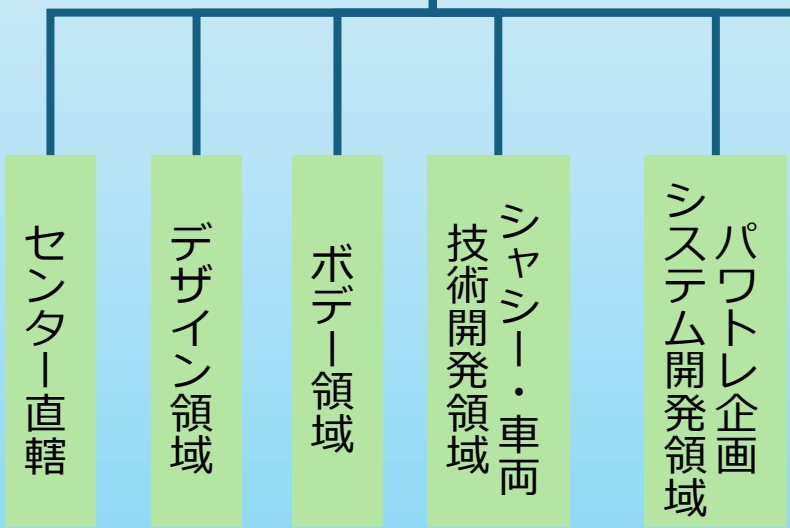 センター直轄
デザイン領域
ボデー領域
シャシー・車両
技術開発領域
パワトレ企画
システム開発領域